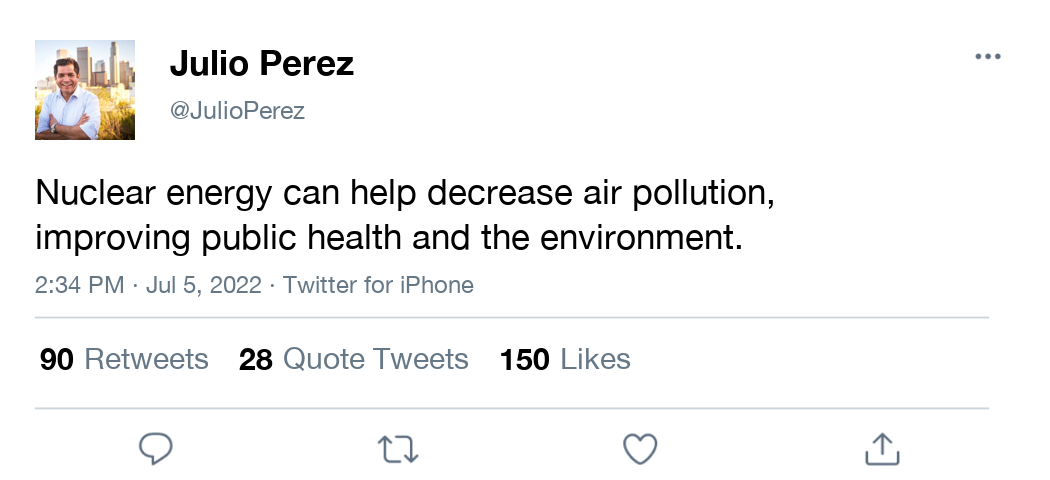 Julio Perez
@JulioPerez
Nuclear energy can help decrease air pollution,
improving public health and the environment.
2:34 PM · Jul 5, 2022 · Twitter for iPhone
90 Retweets 28 Quote Tweets 150 Likes